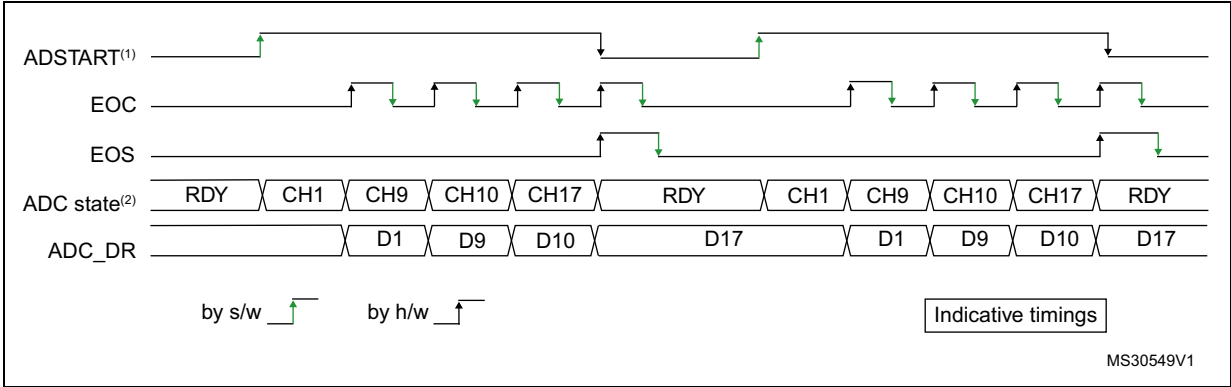 ADSTART(1)
EOC
EOS
ADC state(2) RDY CH1 CH9 CH10 CH17 RDY CH1 CH9 CH10 CH17 RDY
ADC_DR D1 D9 D10 D17 D1 D9 D10 D17
by s/w by h/w Indicative timings
MS30549V1